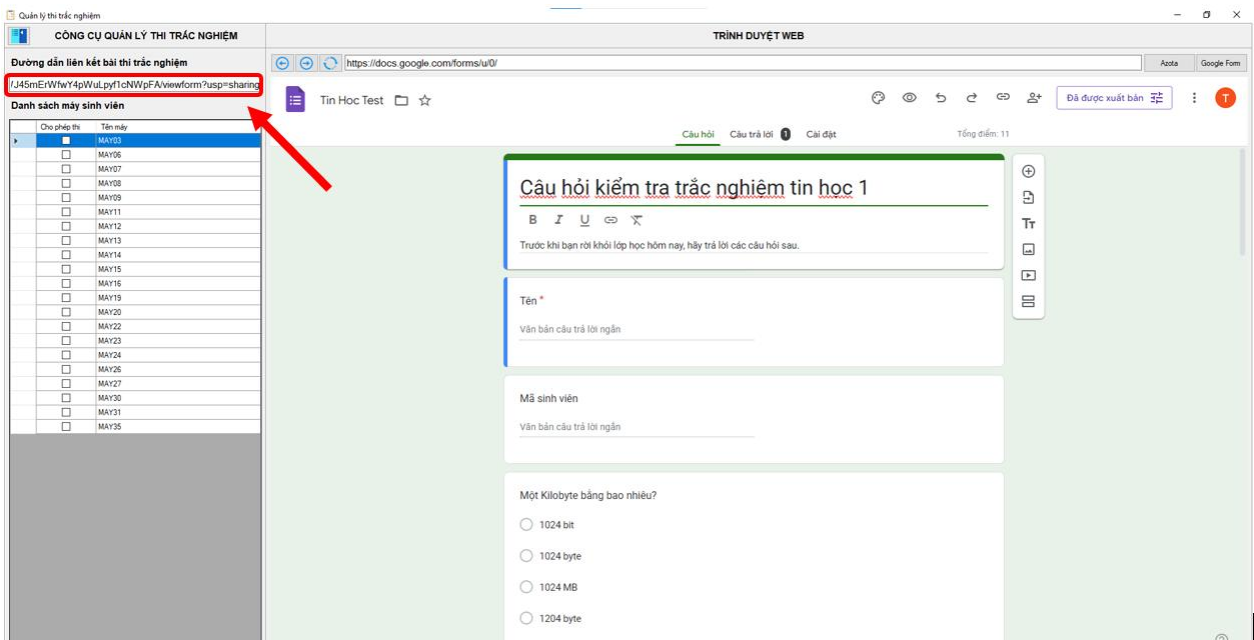 Quản lý thi trắc nghiệm
CÔNG CỤ QUẢN LÝ THI TRẮC NGHIỆM
TRÌNH DUYỆT WEB
Đường dẫn liên kết bài thi trắc nghiệm
https://docs.google.com/forms/u/0/
Azota
Google Form
/J45mErWfwY4pWuLpyf1cNWpFA/viewform?usp=sharing
Danh sách máy sinh viên
Cho phép thi Tên máy
MAY03
MAY06
MAY07
MAY08
MAY09
MAY11
MAY12
MAY13
MAY14
MAY15
MAY16
MAY19
MAY20
MAY22
MAY23
MAY24
MAY26
MAY27
MAY30
MAY31
MAY35
Tin Hoc Test
Đã được xuất bản
T
Câu hỏi Câu trả lời 1 Cài đặt
Tổng điểm: 11
Câu hỏi kiểm tra trắc nghiệm tin học 1
B I U
Trước khi bạn rời khỏi lớp học hôm nay, hãy trả lời các câu hỏi sau.
Tên *
Văn bản câu trả lời ngắn
Mã sinh viên
Văn bản câu trả lời ngắn
Một Kilobyte bằng bao nhiêu?
1024 bit
1024 byte
1024 MB
1204 byte
Tт